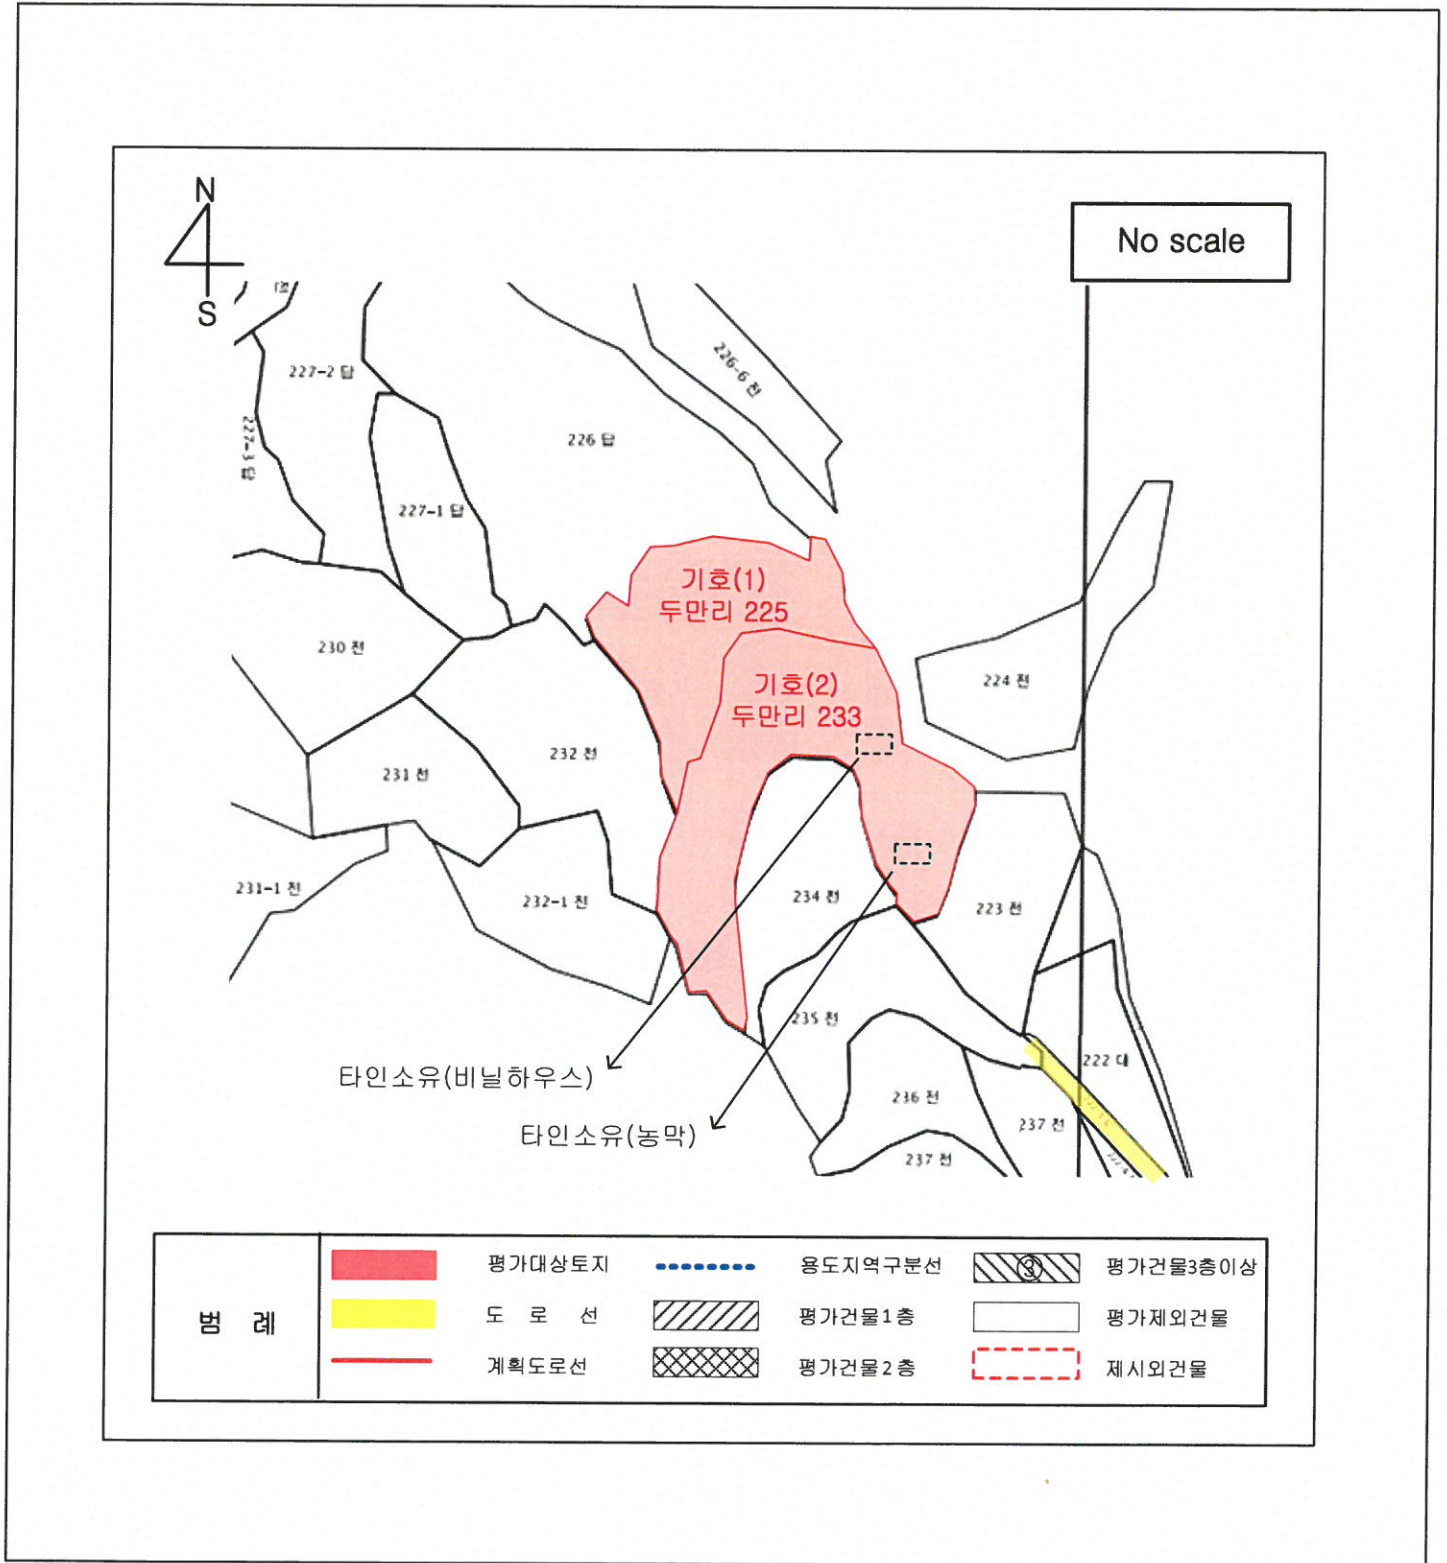 N
S
No scale
227-2 답
226-6 전
227-3 답
226 답
227-1 답
기호(1)
두만리 225
230 전
224 전
기호(2)
두만리 233
232 전
231 전
231-1 전
232-1 전
234 전
223 전
235 전
222 대
타인소유(비닐하우스)
236 전
237 전
타인소유(농막)
237 전
범 례
평가대상토지
용도지역구분선
③
평가건물3층이상
도 로 선
평가건물1층
평가제외건물
계획도로선
평가건물2층
제시외건물